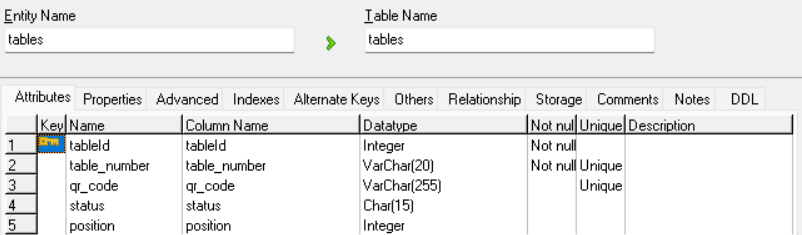 Entity Name Table Name
tables tables
Attributes Properties Advanced Indexes Alternate Keys Others Relationship Storage Comments Notes DDL
Key Name Column Name Datatype Not nul Unique Description
1 tableId tableId Integer Not null
2 table_number table_number VarChar(20) Not null Unique
3 qr_code qr_code VarChar(255) Unique
4 status status Char(15)
5 position position Integer